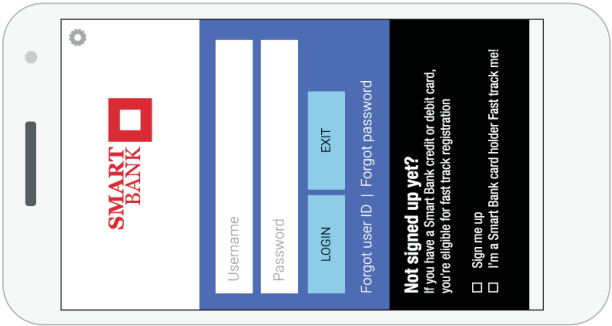 SMART
BANK
Username
Password
LOGIN
EXIT
Forgot user ID | Forgot password
Not signed up yet?
If you have a Smart Bank credit or debit card,
you're eligible for fast track registration
Sign me up
I'm a Smart Bank card holder Fast track me!